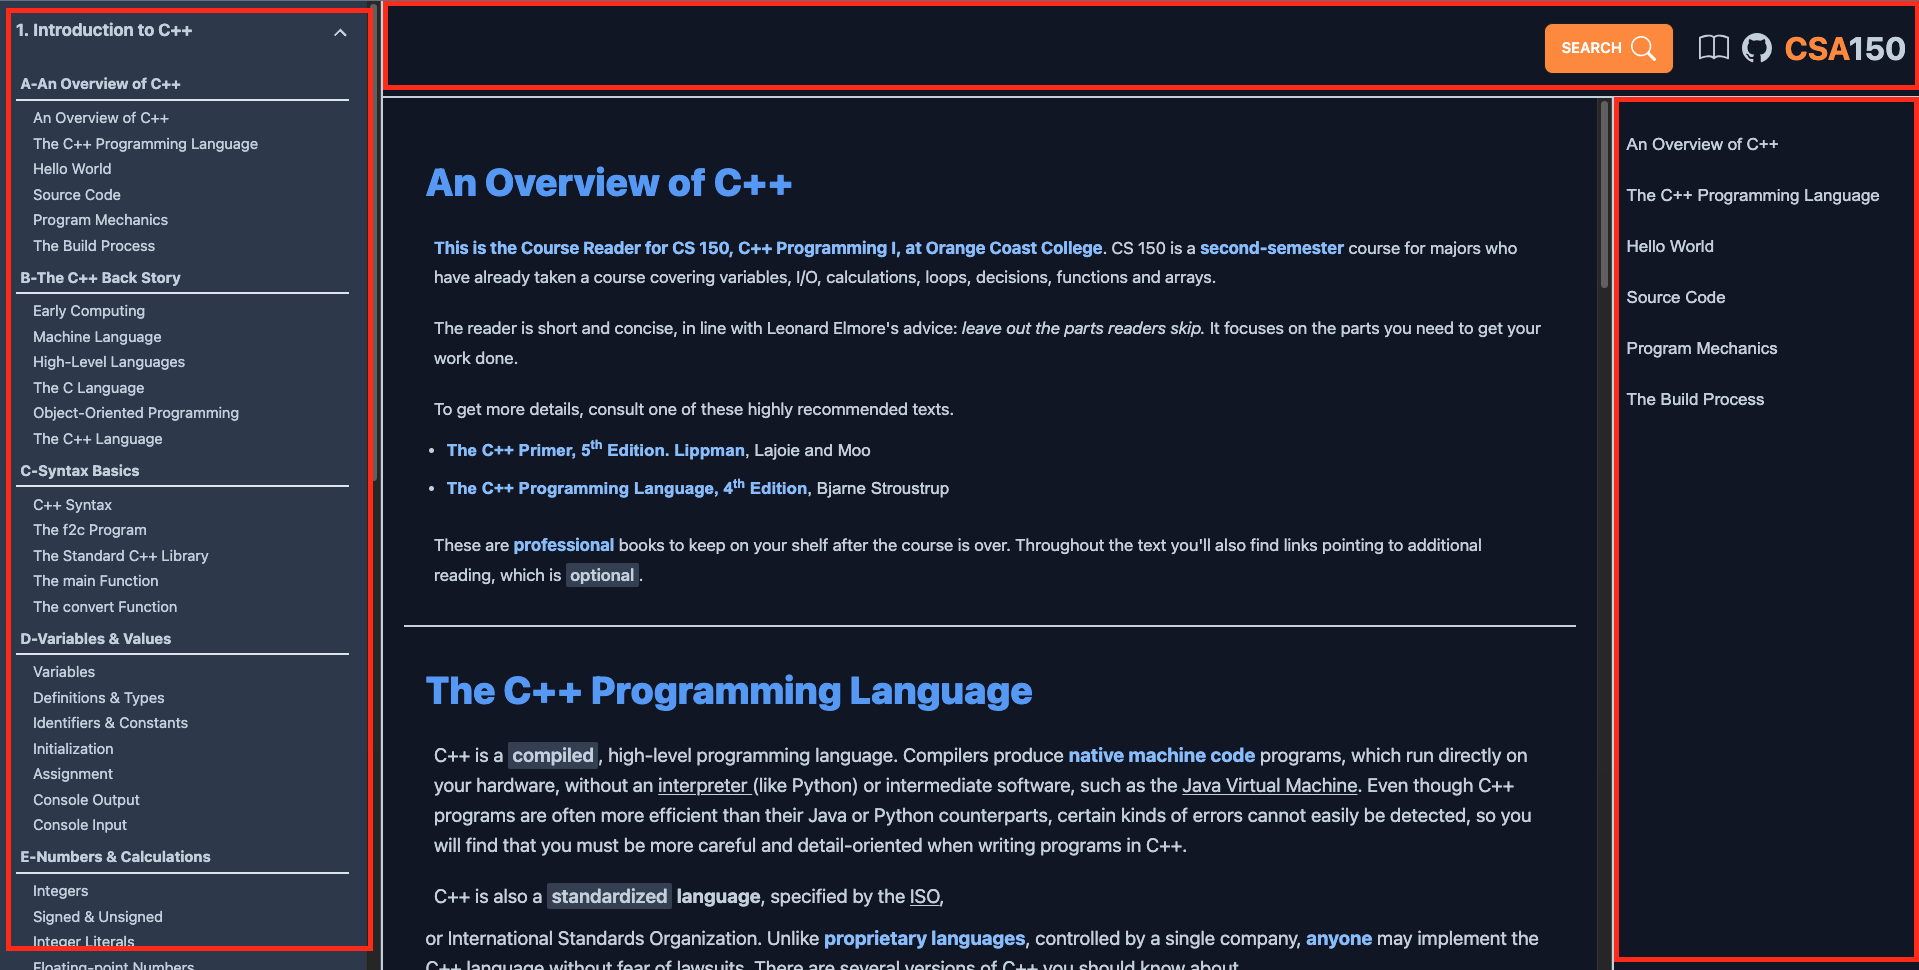 1. Introduction to C++
A-An Overview of C++
An Overview of C++
The C++ Programming Language
Hello World
Source Code
Program Mechanics
The Build Process
B-The C++ Back Story
Early Computing
Machine Language
High-Level Languages
The C Language
Object-Oriented Programming
The C++ Language
C-Syntax Basics
C++ Syntax
The f2c Program
The Standard C++ Library
The main Function
The convert Function
D-Variables & Values
Variables
Definitions & Types
Identifiers & Constants
Initialization
Assignment
Console Output
Console Input
E-Numbers & Calculations
Integers
Signed & Unsigned
Integer Literals
Floating-point Numbers
SEARCH
CSA150
An Overview of C++
This is the Course Reader for CS 150, C++ Programming I, at Orange Coast College. CS 150 is a second-semester course for majors who
have already taken a course covering variables, I/O, calculations, loops, decisions, functions and arrays.
The reader is short and concise, in line with Leonard Elmore's advice: leave out the parts readers skip. It focuses on the parts you need to get your
work done.
To get more details, consult one of these highly recommended texts.
• The C++ Primer, 5th Edition. Lippman, Lajoie and Moo
• The C++ Programming Language, 4th Edition, Bjarne Stroustrup
These are professional books to keep on your shelf after the course is over. Throughout the text you'll also find links pointing to additional
reading, which is optional.
The C++ Programming Language
C++ is a compiled, high-level programming language. Compilers produce native machine code programs, which run directly on
your hardware, without an interpreter (like Python) or intermediate software, such as the Java Virtual Machine. Even though C++
programs are often more efficient than their Java or Python counterparts, certain kinds of errors cannot easily be detected, so you
will find that you must be more careful and detail-oriented when writing programs in C++.
C++ is also a standardized language, specified by the ISO,
or International Standards Organization. Unlike proprietary languages, controlled by a single company, anyone may implement the
C++ language without fear of lawsuits. There are several versions of C++ you should know about
An Overview of C++
The C++ Programming Language
Hello World
Source Code
Program Mechanics
The Build Process